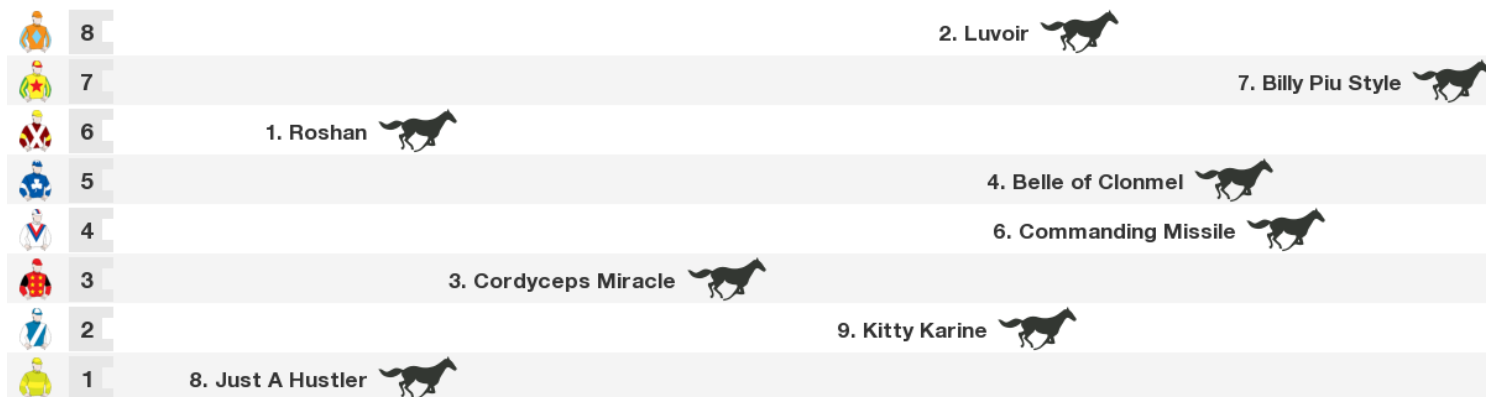 8 2. Luvoir
7 7. Billy Piu Style
6 1. Roshan
5 4. Belle of Clonmel
4 6. Commanding Missile
3 3. Cordyceps Miracle
2 9. Kitty Karine
1 8. Just A Hustler